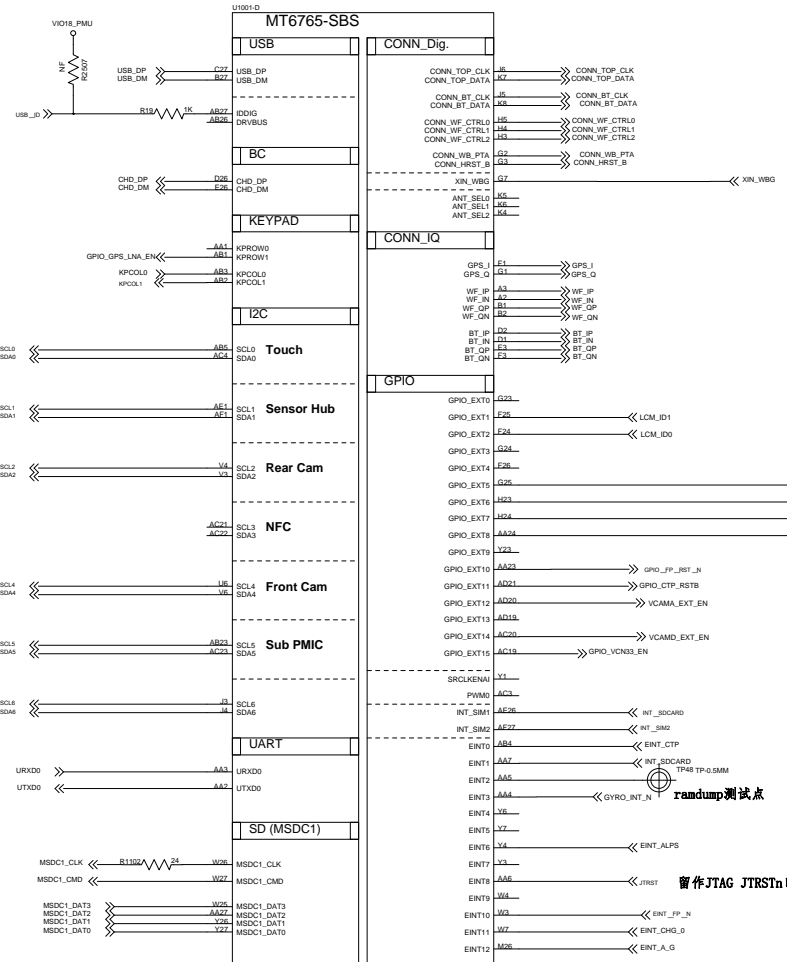 U1001-D
MT6765-SBS
VIO18_PMU
NF
R2507
USB
USB_DP C27 USB_DP
USB_DM B27 USB_DM
USB_ID R19 1K AB27 IDDIG
AB26 DRVBUS
BC
CHD_DP D26 CHD_DP
CHD_DM E26 CHD_DM
KEYPAD
AA1 KPROW0
GPIO_GPS_LNA_EN AB1 KPROW1
KPCOL0 AB3 KPCOL0
KPCOL1 AB2 KPCOL1
I2C
SCL0 AB5 SCL0 Touch
SDA0 AC4 SDA0
SCL1 AE1 SCL1 Sensor Hub
SDA1 AF1 SDA1
SCL2 V4 SCL2 Rear Cam
SDA2 V3 SDA2
AC21 SCL3 NFC
AC22 SDA3
SCL4 U6 SCL4 Front Cam
SDA4 V6 SDA4
SCL5 AB23 SCL5 Sub PMIC
SDA5 AC23 SDA5
SCL6 J3 SCL6
SDA6 J4 SDA6
UART
URXD0 AA3 URXD0
UTXD0 AA2 UTXD0
SD (MSDC1)
MSDC1_CLK R1102 24 W26 MSDC1_CLK
MSDC1_CMD W27 MSDC1_CMD
MSDC1_DAT3 W25 MSDC1_DAT3
MSDC1_DAT2 AA27 MSDC1_DAT2
MSDC1_DAT1 Y26 MSDC1_DAT1
MSDC1_DAT0 Y27 MSDC1_DAT0
CONN_Dig.
CONN_TOP_CLK J6 CONN_TOP_CLK
CONN_TOP_DATA K7 CONN_TOP_DATA
CONN_BT_CLK J5 CONN_BT_CLK
CONN_BT_DATA K8 CONN_BT_DATA
CONN_WF_CTRL0 H5 CONN_WF_CTRL0
CONN_WF_CTRL1 H4 CONN_WF_CTRL1
CONN_WF_CTRL2 H3 CONN_WF_CTRL2
CONN_WB_PTA G2 CONN_WB_PTA
CONN_HRST_B G3 CONN_HRST_B
XIN_WBG G7 XIN_WBG
ANT_SEL0 K5
ANT_SEL1 K6
ANT_SEL2 K4
CONN_IQ
GPS_I F1 GPS_I
GPS_Q G1 GPS_Q
WF_IP A3 WF_IP
WF_IN A2 WF_IN
WF_QP B1 WF_QP
WF_QN B2 WF_QN
BT_IP D2 BT_IP
BT_IN D1 BT_IN
BT_QP E3 BT_QP
BT_QN F3 BT_QN
GPIO
GPIO_EXT0 G23
GPIO_EXT1 F25 LCM_ID1
GPIO_EXT2 F24 LCM_ID0
GPIO_EXT3 G24
GPIO_EXT4 F26
GPIO_EXT5 G25
GPIO_EXT6 H23
GPIO_EXT7 H24
GPIO_EXT8 AA24
GPIO_EXT9 Y23
GPIO_EXT10 AA23 GPIO_FP_RST_N
GPIO_EXT11 AD21 GPIO_CTP_RSTB
GPIO_EXT12 AD20 VCAMA_EXT_EN
GPIO_EXT13 AD19
GPIO_EXT14 AC20 VCAMD_EXT_EN
GPIO_EXT15 AC19 GPIO_VCN33_EN
SRCLKENAI Y1
PWM0 AC3
INT_SIM1 AE26 INT_SDCARD
INT_SIM2 AE27 INT_SIM2
EINT0 AB4 EINT_CTP
EINT1 AA7 INT_SDCARD
EINT2 AA5 TP48 TP-0.5MM
EINT3 AA4 GYRO_INT_N ramdump测试点
EINT4 Y6
EINT5 Y7
EINT6 Y4 EINT_ALPS
EINT7 Y3
EINT8 AA6 JTRST 留作JTAG JTRSTn
EINT9 W4
EINT10 W3 EINT_FP_N
EINT11 W7 EINT_CHG_0
EINT12 M26 EINT_A_G